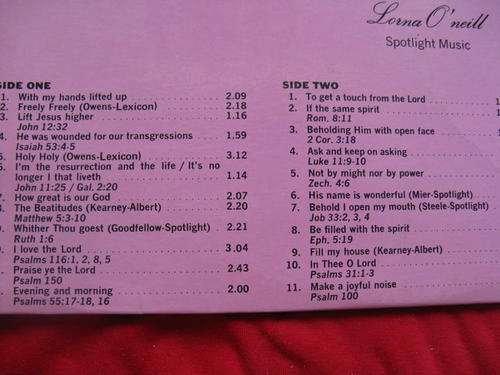 Lorna O'neill
Spotlight Music
SIDE ONE
1. With my hands lifted up 2.09
2. Freely Freely (Owens-Lexicon) 2.18
3. Lift Jesus higher 1.16
John 12:32
4. He was wounded for our transgressions 1.59
Isaiah 53:4-5
5. Holy Holy (Owens-Lexicon) 3.12
6. I'm the resurrection and the life / It's no
longer I that liveth 1.14
John 11:25 / Gal. 2:20
7. How great is our God 2.07
8. The Beatitudes (Kearney-Albert) 2.20
Matthew 5:3-10
9. Whither Thou goest (Goodfellow-Spotlight) 2.21
Ruth 1:6
I love the Lord 3.04
Psalms 116:1, 2, 8, 5
Praise ye the Lord 2.43
Psalm 150
Evening and morning 2.00
Psalms 55:17-18, 16
SIDE TWO
1. To get a touch from the Lord
2. If the same spirit
Rom. 8:11
3. Beholding Him with open face
2 Cor. 3:18
4. Ask and keep on asking
Luke 11:9-10
5. Not by might nor by power
Zech. 4:6
6. His name is wonderful (Mier-Spotlight)
7. Behold I open my mouth (Steele-Spotlight)
Job 33:2, 3, 4
8. Be filled with the spirit
Eph. 5:19
9. Fill my house (Kearney-Albert)
10. In Thee O Lord
Psalms 31:1-3
11. Make a joyful noise
Psalm 100